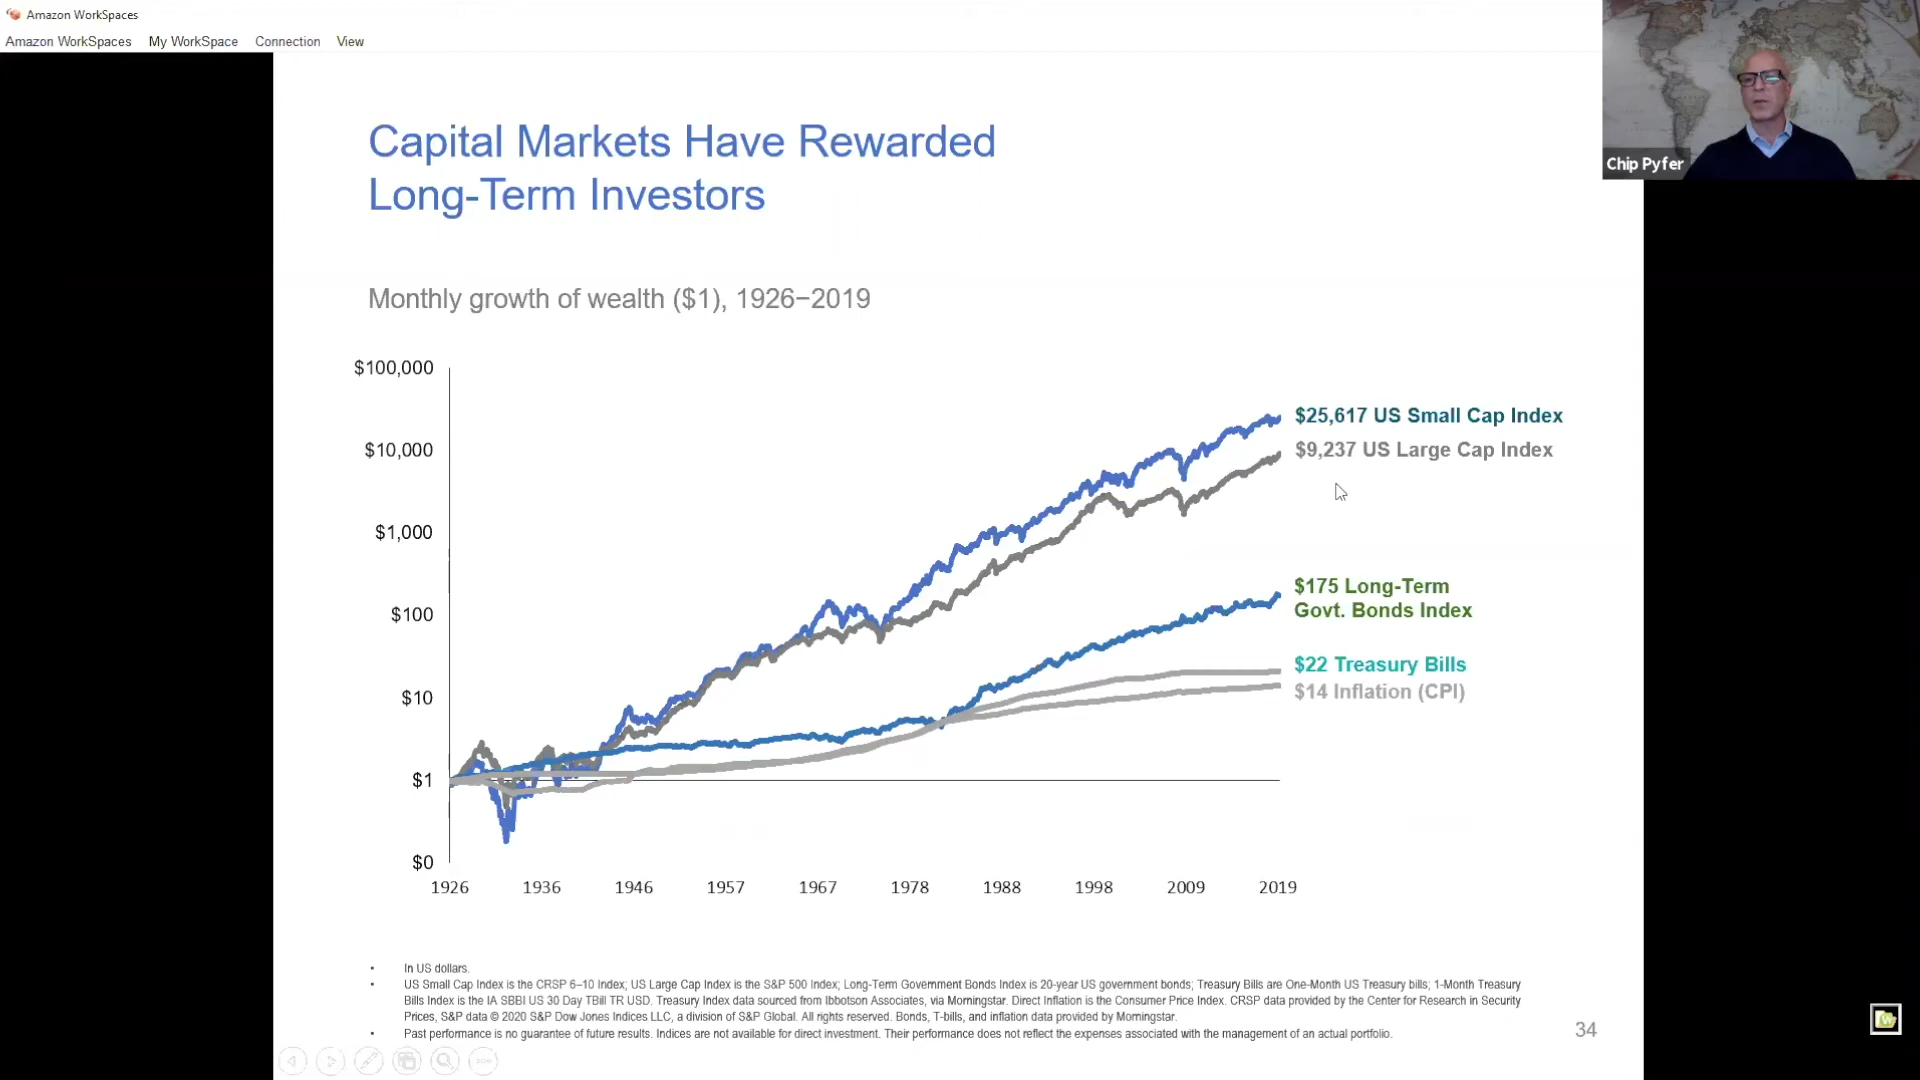 Amazon WorkSpaces
Amazon WorkSpaces My WorkSpace Connection View
Chip Pyfer
Capital Markets Have Rewarded
Long-Term Investors
Monthly growth of wealth ($1), 1926−2019
$100,000
$10,000
$1,000
$100
$10
$1
$0
1926 1936 1946 1957 1967 1978 1988 1998 2009 2019
$25,617 US Small Cap Index
$9,237 US Large Cap Index
$175 Long-Term
Govt. Bonds Index
$22 Treasury Bills
$14 Inflation (CPI)
• In US dollars.
• US Small Cap Index is the CRSP 6–10 Index; US Large Cap Index is the S&P 500 Index; Long-Term Government Bonds Index is 20-year US government bonds; Treasury Bills are One-Month US Treasury bills; 1-Month Treasury
Bills Index is the IA SBBI US 30 Day TBill TR USD. Treasury Index data sourced from Ibbotson Associates, via Morningstar. Direct Inflation is the Consumer Price Index. CRSP data provided by the Center for Research in Security
Prices, S&P data © 2020 S&P Dow Jones Indices LLC, a division of S&P Global. All rights reserved. Bonds, T-bills, and inflation data provided by Morningstar.
• Past performance is no guarantee of future results. Indices are not available for direct investment. Their performance does not reflect the expenses associated with the management of an actual portfolio.
34